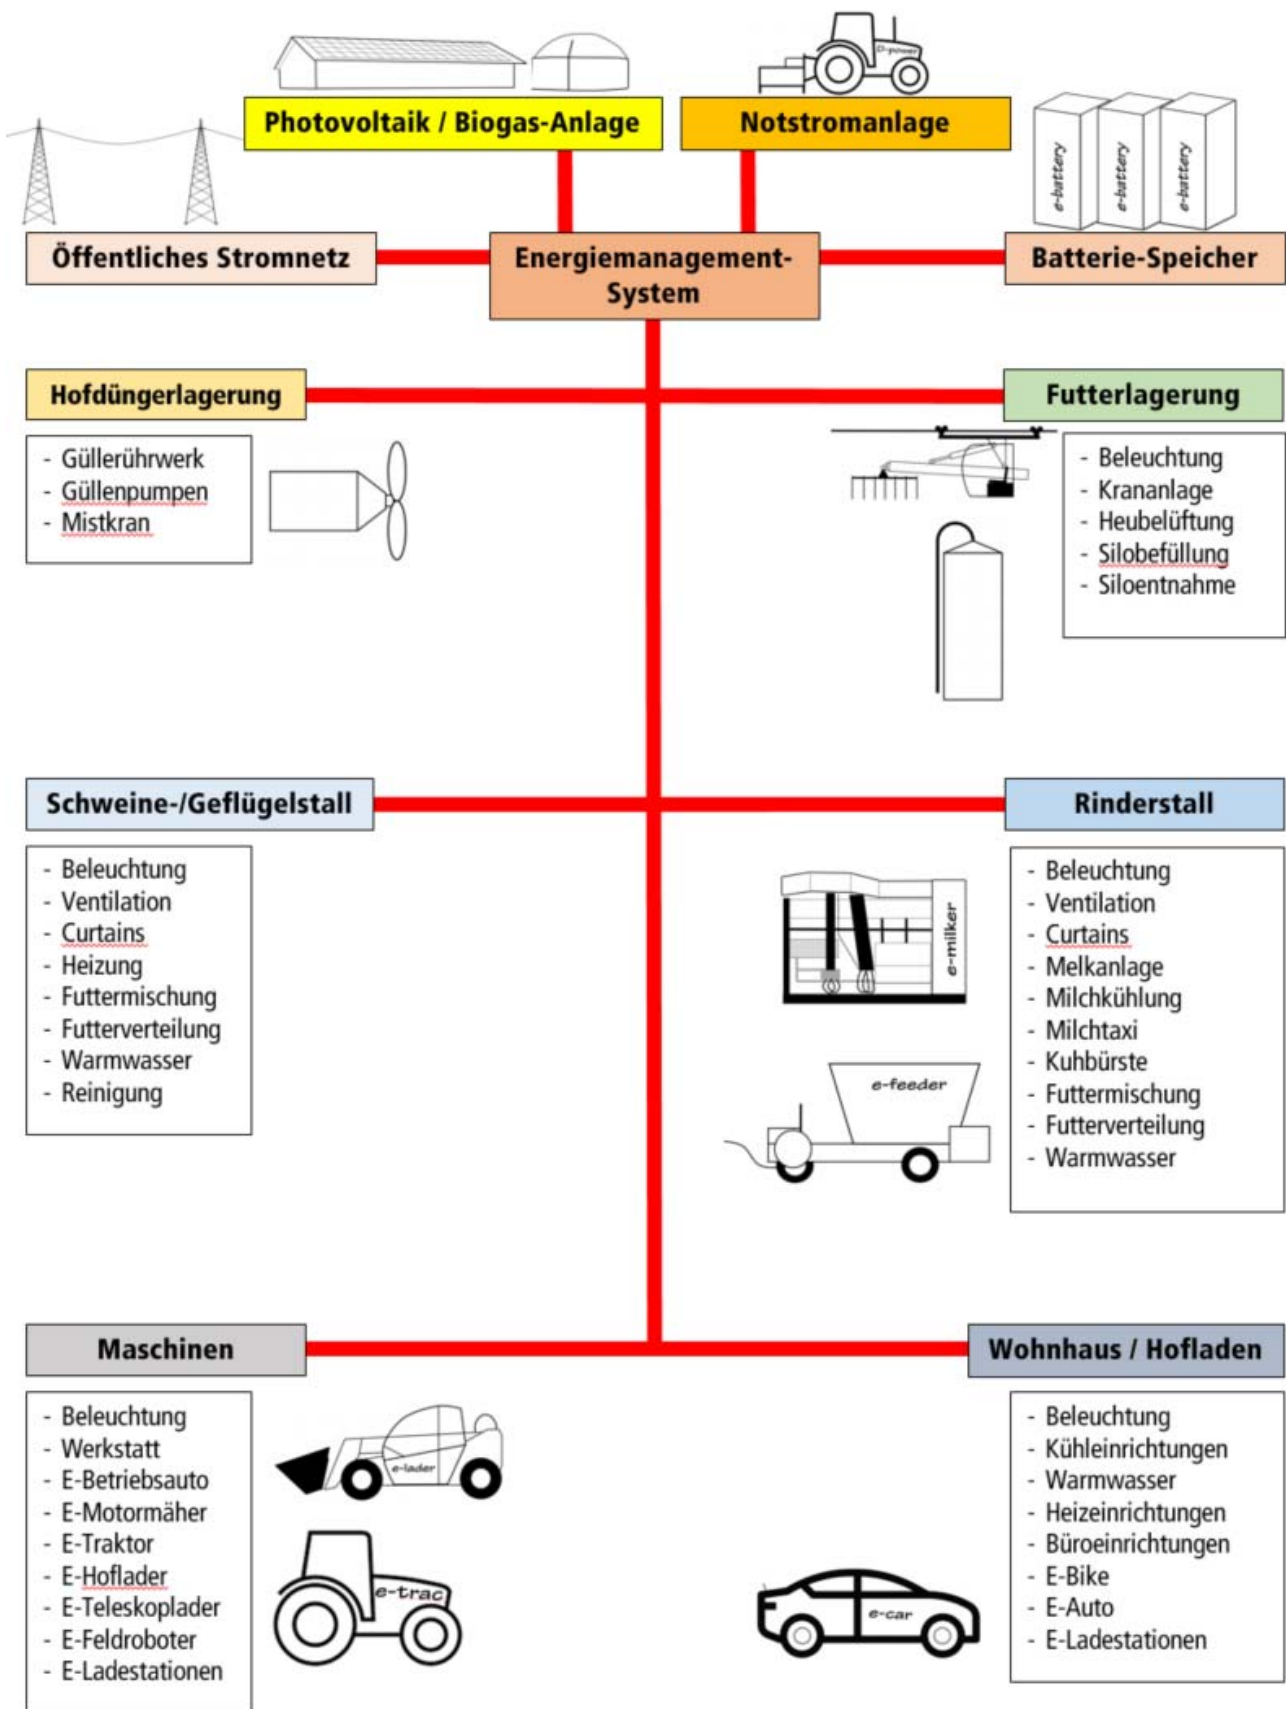 D-power
Photovoltaik / Biogas-Anlage
Notstromanlage
e-battery
e-battery
e-battery
Öffentliches Stromnetz
Energiemanagement-
System
Batterie-Speicher
Hofdüngerlagerung
- Güllerührwerk
- Güllenpumpen
- Mistkran
Futterlagerung
- Beleuchtung
- Krananlage
- Heubelüftung
- Silobefüllung
- Siloentnahme
Schweine-/Geflügelstall
- Beleuchtung
- Ventilation
- Curtains
- Heizung
- Futtermischung
- Futterverteilung
- Warmwasser
- Reinigung
Rinderstall
e-milker
e-feeder
- Beleuchtung
- Ventilation
- Curtains
- Melkanlage
- Milchkühlung
- Milchtaxi
- Kuhbürste
- Futtermischung
- Futterverteilung
- Warmwasser
Maschinen
- Beleuchtung
- Werkstatt
- E-Betriebsauto
- E-Motormäher
- E-Traktor
- E-Hoflader
- E-Teleskoplader
- E-Feldroboter
- E-Ladestationen
e-lader
e-trac
Wohnhaus / Hofladen
e-car
- Beleuchtung
- Kühleinrichtungen
- Warmwasser
- Heizeinrichtungen
- Büroeinrichtungen
- E-Bike
- E-Auto
- E-Ladestationen